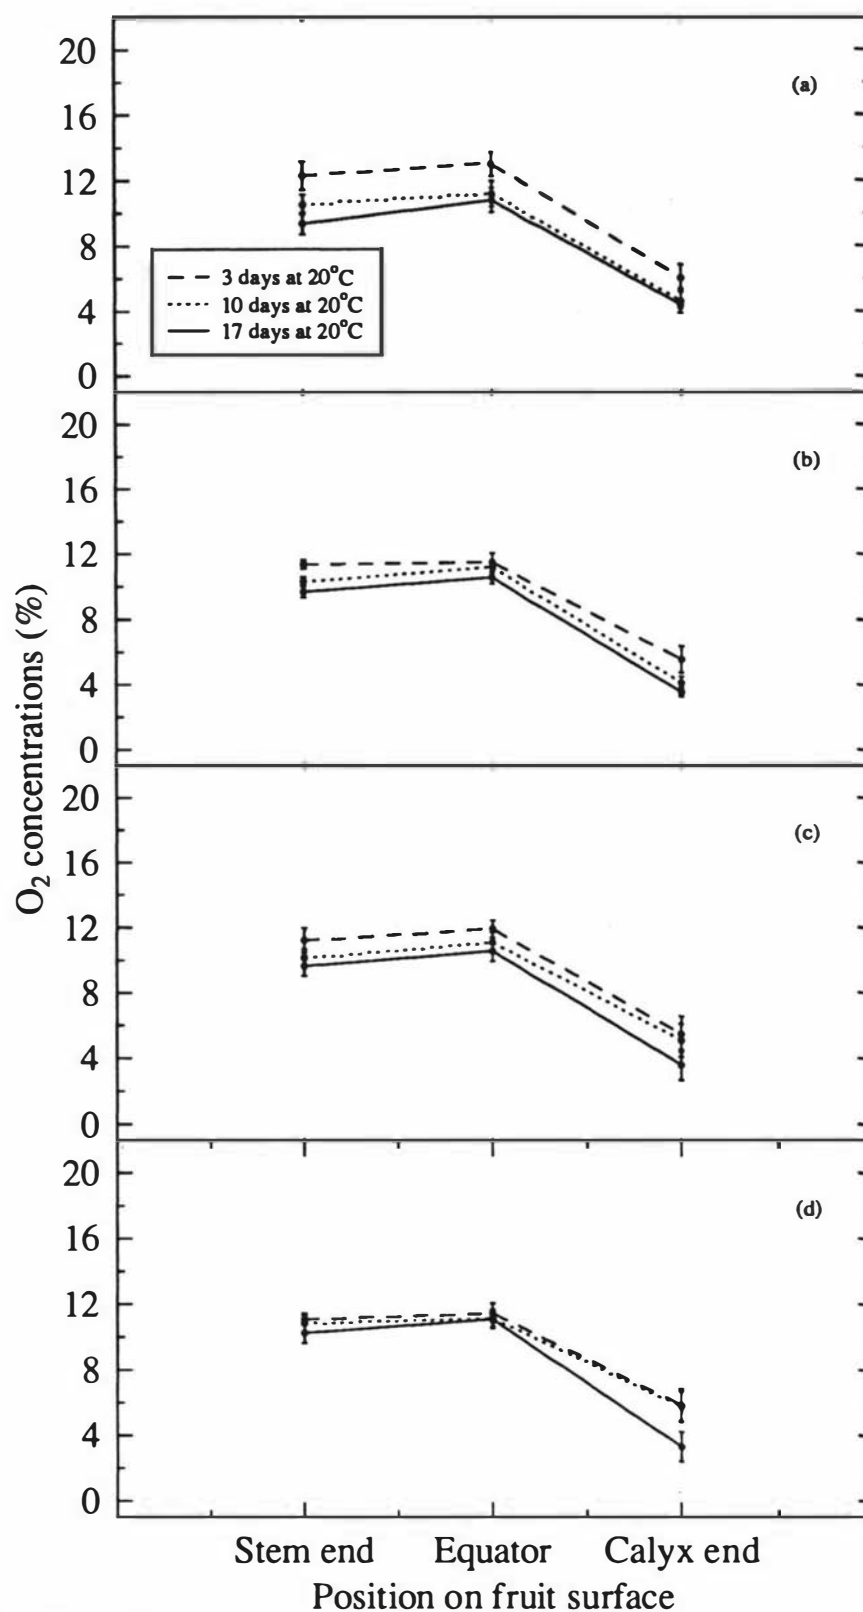 20
(a)
16
12
8
3 days at 20°C
10 days at 20°C
17 days at 20°C
4
0
20
(b)
16
12
8
4
0
O₂ concentrations (%)
20
(c)
16
12
8
4
0
20
(d)
16
12
8
4
0
Stem end Equator Calyx end
Position on fruit surface